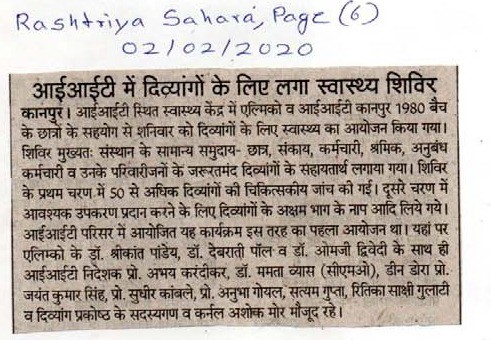 Rashtriya Sahara, Page (6)
02/02/2020
आईआईटी में दिव्यांगों के लिए लगा स्वास्थ्य शिविर
कानपुर। आईआईटी स्थित स्वास्थ्य केंद्र में एल्मिको व आईआईटी कानपुर 1980 बैच
के छात्रों के सहयोग से शनिवार को दिव्यांगों के लिए स्वास्थ्य का आयोजन किया गया।
शिविर मुख्यतः संस्थान के सामान्य समुदाय- छात्र, संकाय, कर्मचारी, श्रमिक, अनुबंध
कर्मचारी व उनके परिवारीजनों के जरूरतमंद दिव्यांगों के सहायतार्थ लगाया गया। शिविर
के प्रथम चरण में 50 से अधिक दिव्यांगों की चिकित्सकीय जांच की गई। दूसरे चरण में
आवश्यक उपकरण प्रदान करने के लिए दिव्यांगों के अक्षम भाग के नाप आदि लिये गये।
आईआईटी परिसर में आयोजित यह कार्यक्रम इस तरह का पहला आयोजन था। यहां पर
एल्मिको के डॉ. श्रीकांत पांडेय, डॉ. देबराती पॉल व डॉ. ओमजी द्विवेदी के साथ ही
आईआईटी निदेशक प्रो. अभय करंदीकर, डॉ. ममता व्यास (सीएमओ), डीन डोरा प्रो.
जयंत कुमार सिंह, प्रो. सुधीर कांबले, प्रो. अनुभा गोयल, सत्यम गुप्ता, रितिका साक्षी गुलाटी
व दिव्यांग प्रकोष्ठ के सदस्यगण व कर्नल अशोक मोर मौजूद रहे।